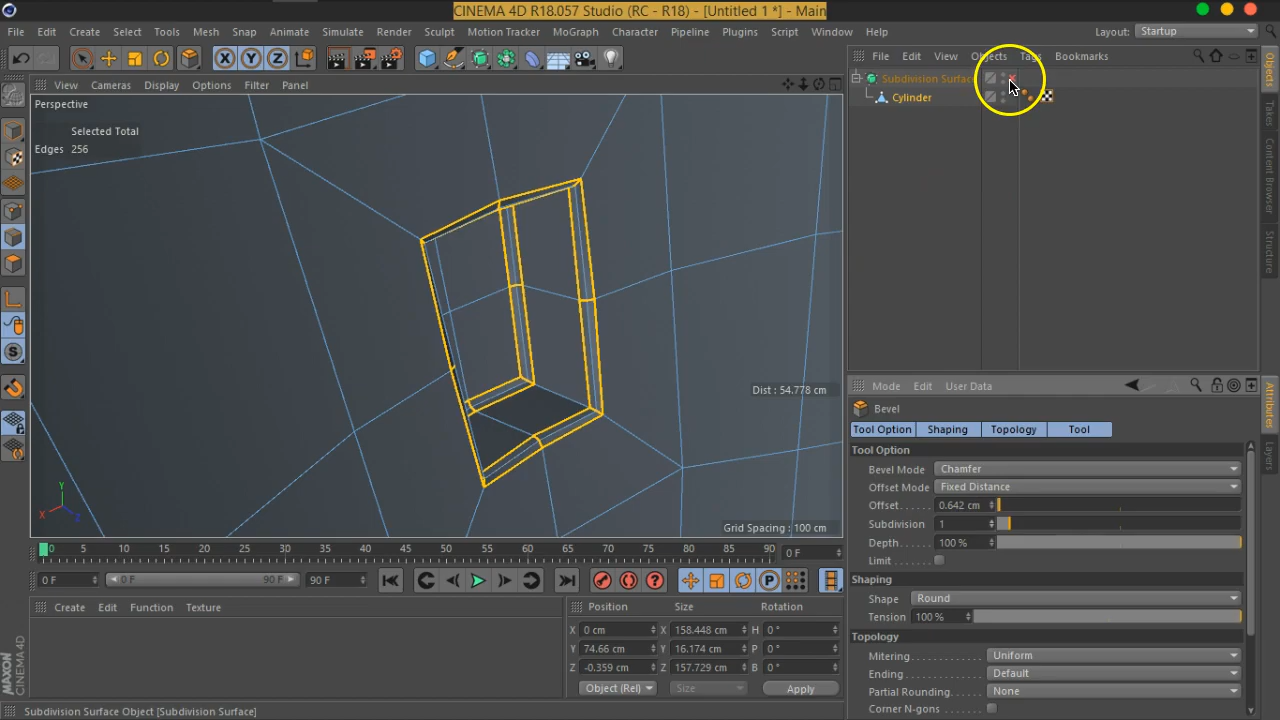 CINEMA 4D R18.057 Studio (RC - R18) - [Untitled 1 *] - Main
File Edit Create Select Tools Mesh Snap Animate Simulate Render Sculpt Motion Tracker MoGraph Character Pipeline Plugins Script Window Help Layout: Startup
X Y Z
File Edit View Objects Tags Bookmarks
View Cameras Display Options Filter Panel
Perspective
Selected Total
Edges 256
Dist : 54.778 cm
Grid Spacing : 100 cm
Subdivision Surface
Cylinder
Objects
Takes
Content Browser
Structure
Mode Edit User Data
Bevel
Tool Option Shaping Topology Tool
Tool Option
Bevel Mode Chamfer
Offset Mode Fixed Distance
Offset. . . . . 0.642 cm
Subdivision 1
Depth. . . . . 100 %
Limit . . . . .
Shaping
Shape Round
Tension 100 %
Topology
Mitering. . . . . . . . . Uniform
Ending. . . . . . . . . . Default
Partial Rounding. . None
Corner N-gons
Attributes
Layers
0 5 10 15 20 25 30 35 40 45 50 55 60 65 70 75 80 85 90 0 F
0 F 0 F 90 F 90 F
Create Edit Function Texture
Position Size Rotation
X 0 cm X 158.448 cm H 0 °
Y 74.66 cm Y 16.174 cm P 0 °
Z -0.359 cm Z 157.729 cm B 0 °
Object (Rel) Size Apply
MAXON
CINEMA 4D
Subdivision Surface Object [Subdivision Surface]